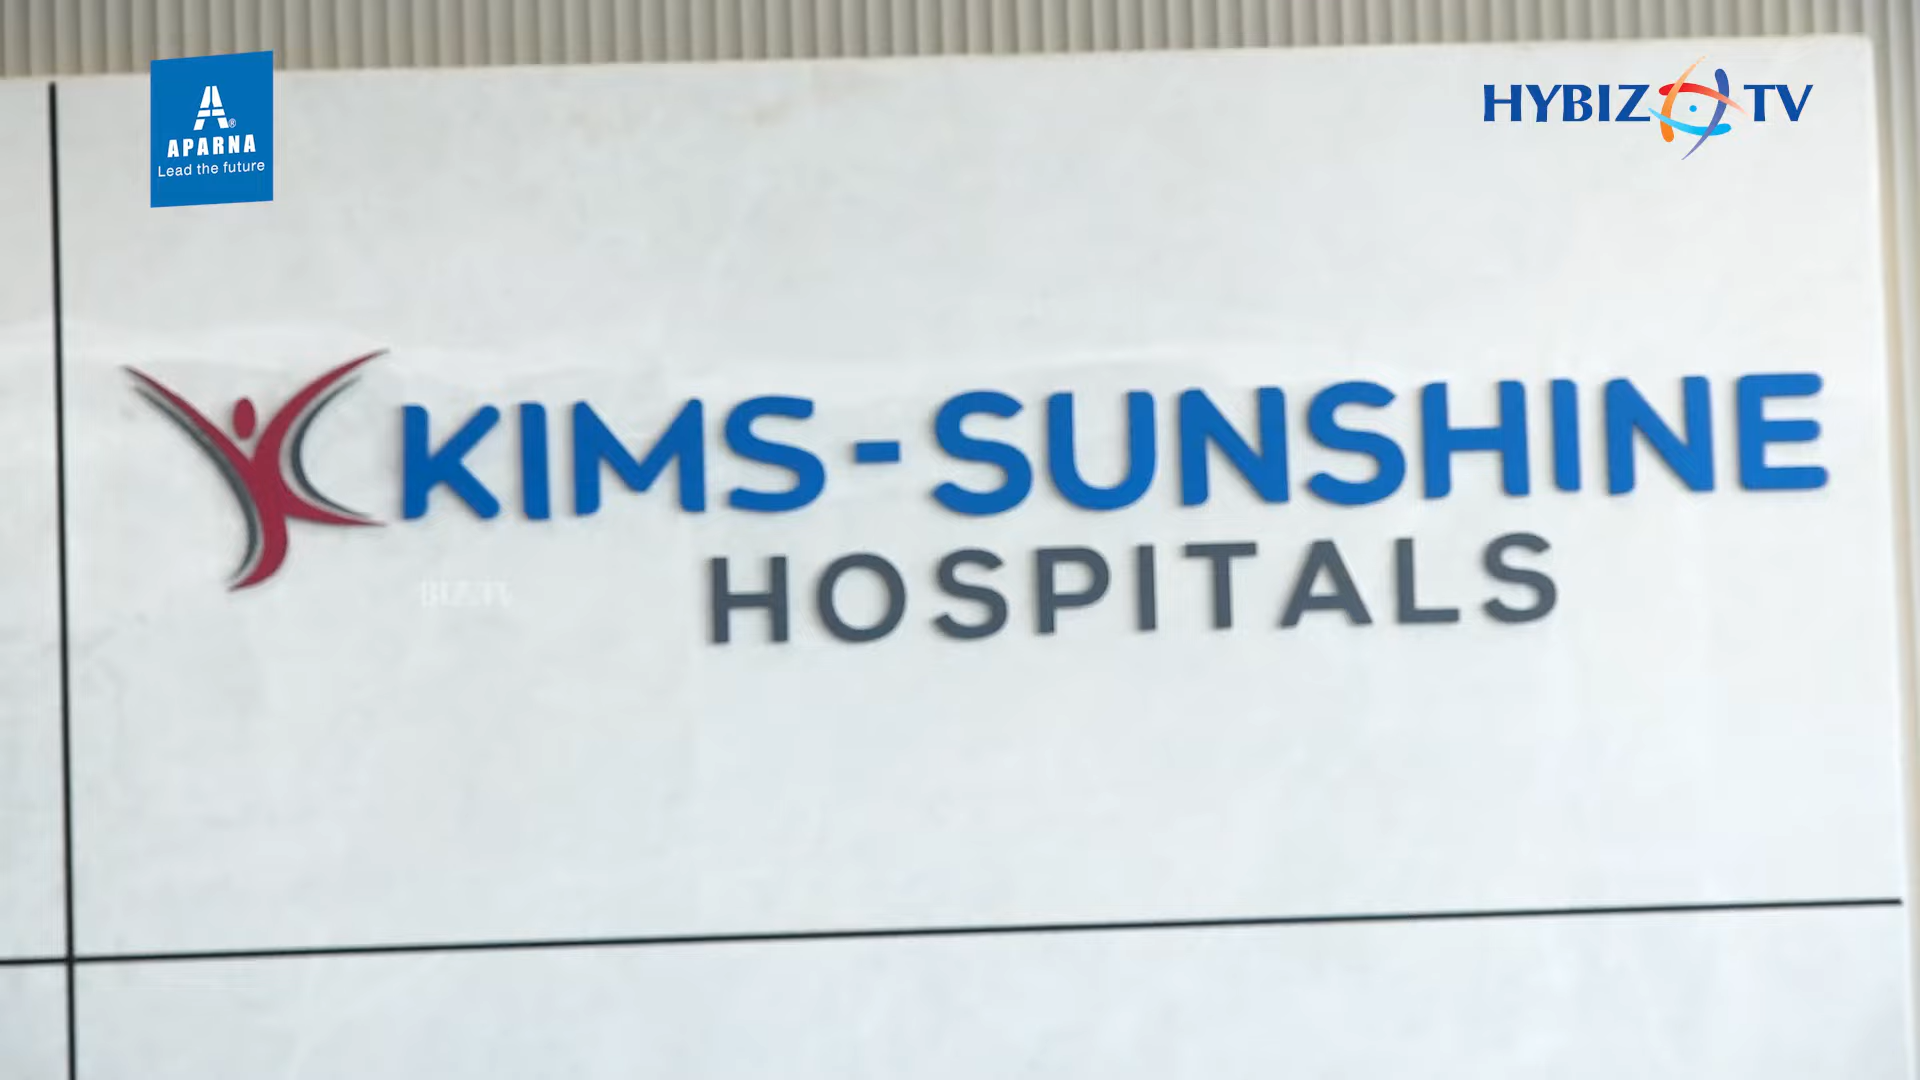 APARNA
Lead the future
HYBIZ TV
KIMS-SUNSHINE
HOSPITALS